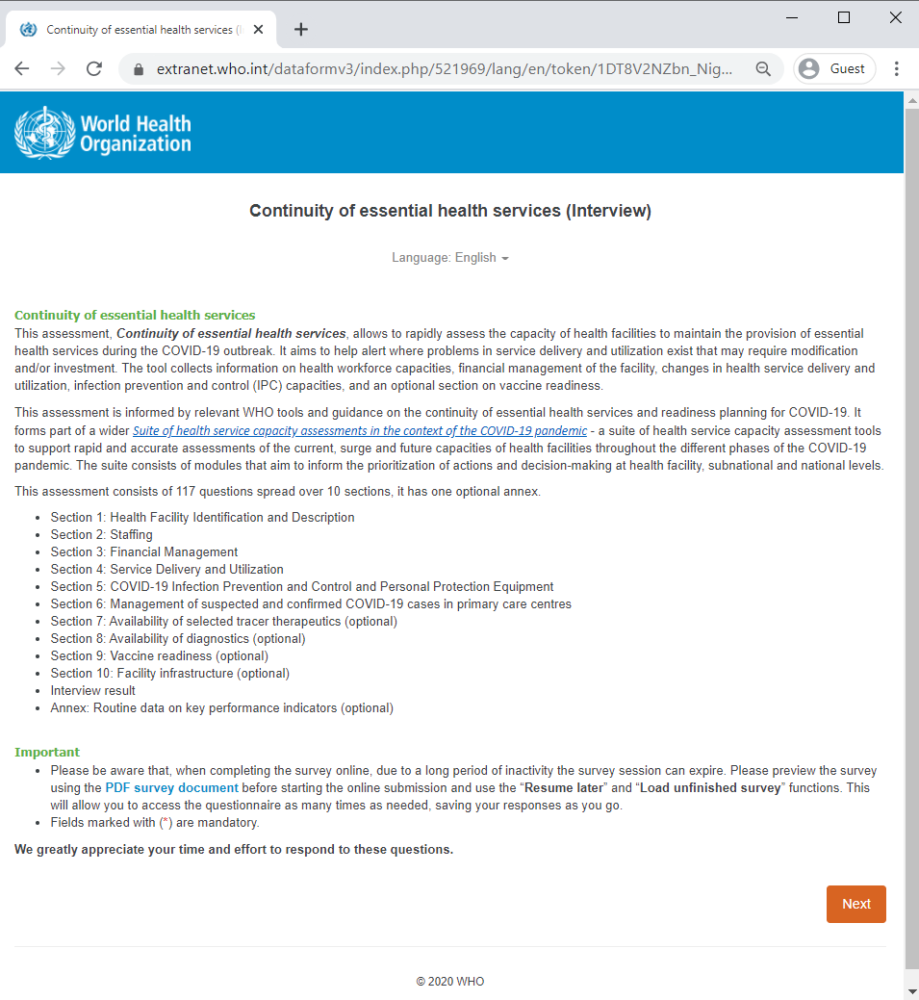 Continuity of essential health services (I
extranet.who.int/dataformv3/index.php/521969/lang/en/token/1DT8V2NZbn_Nig...
Guest
World Health
Organization
Continuity of essential health services (Interview)
Language: English
Continuity of essential health services
This assessment, Continuity of essential health services, allows to rapidly assess the capacity of health facilities to maintain the provision of essential
health services during the COVID-19 outbreak. It aims to help alert where problems in service delivery and utilization exist that may require modification
and/or investment. The tool collects information on health workforce capacities, financial management of the facility, changes in health service delivery and
utilization, infection prevention and control (IPC) capacities, and an optional section on vaccine readiness.
This assessment is informed by relevant WHO tools and guidance on the continuity of essential health services and readiness planning for COVID-19. It
forms part of a wider Suite of health service capacity assessments in the context of the COVID-19 pandemic - a suite of health service capacity assessment tools
to support rapid and accurate assessments of the current, surge and future capacities of health facilities throughout the different phases of the COVID-19
pandemic. The suite consists of modules that aim to inform the prioritization of actions and decision-making at health facility, subnational and national levels.
This assessment consists of 117 questions spread over 10 sections, it has one optional annex.
• Section 1: Health Facility Identification and Description
• Section 2: Staffing
• Section 3: Financial Management
• Section 4: Service Delivery and Utilization
• Section 5: COVID-19 Infection Prevention and Control and Personal Protection Equipment
• Section 6: Management of suspected and confirmed COVID-19 cases in primary care centres
• Section 7: Availability of selected tracer therapeutics (optional)
• Section 8: Availability of diagnostics (optional)
• Section 9: Vaccine readiness (optional)
• Section 10: Facility infrastructure (optional)
• Interview result
• Annex: Routine data on key performance indicators (optional)
Important
• Please be aware that, when completing the survey online, due to a long period of inactivity the survey session can expire. Please preview the survey
using the PDF survey document before starting the online submission and use the “Resume later” and “Load unfinished survey” functions. This
will allow you to access the questionnaire as many times as needed, saving your responses as you go.
• Fields marked with (*) are mandatory.
We greatly appreciate your time and effort to respond to these questions.
Next
© 2020 WHO